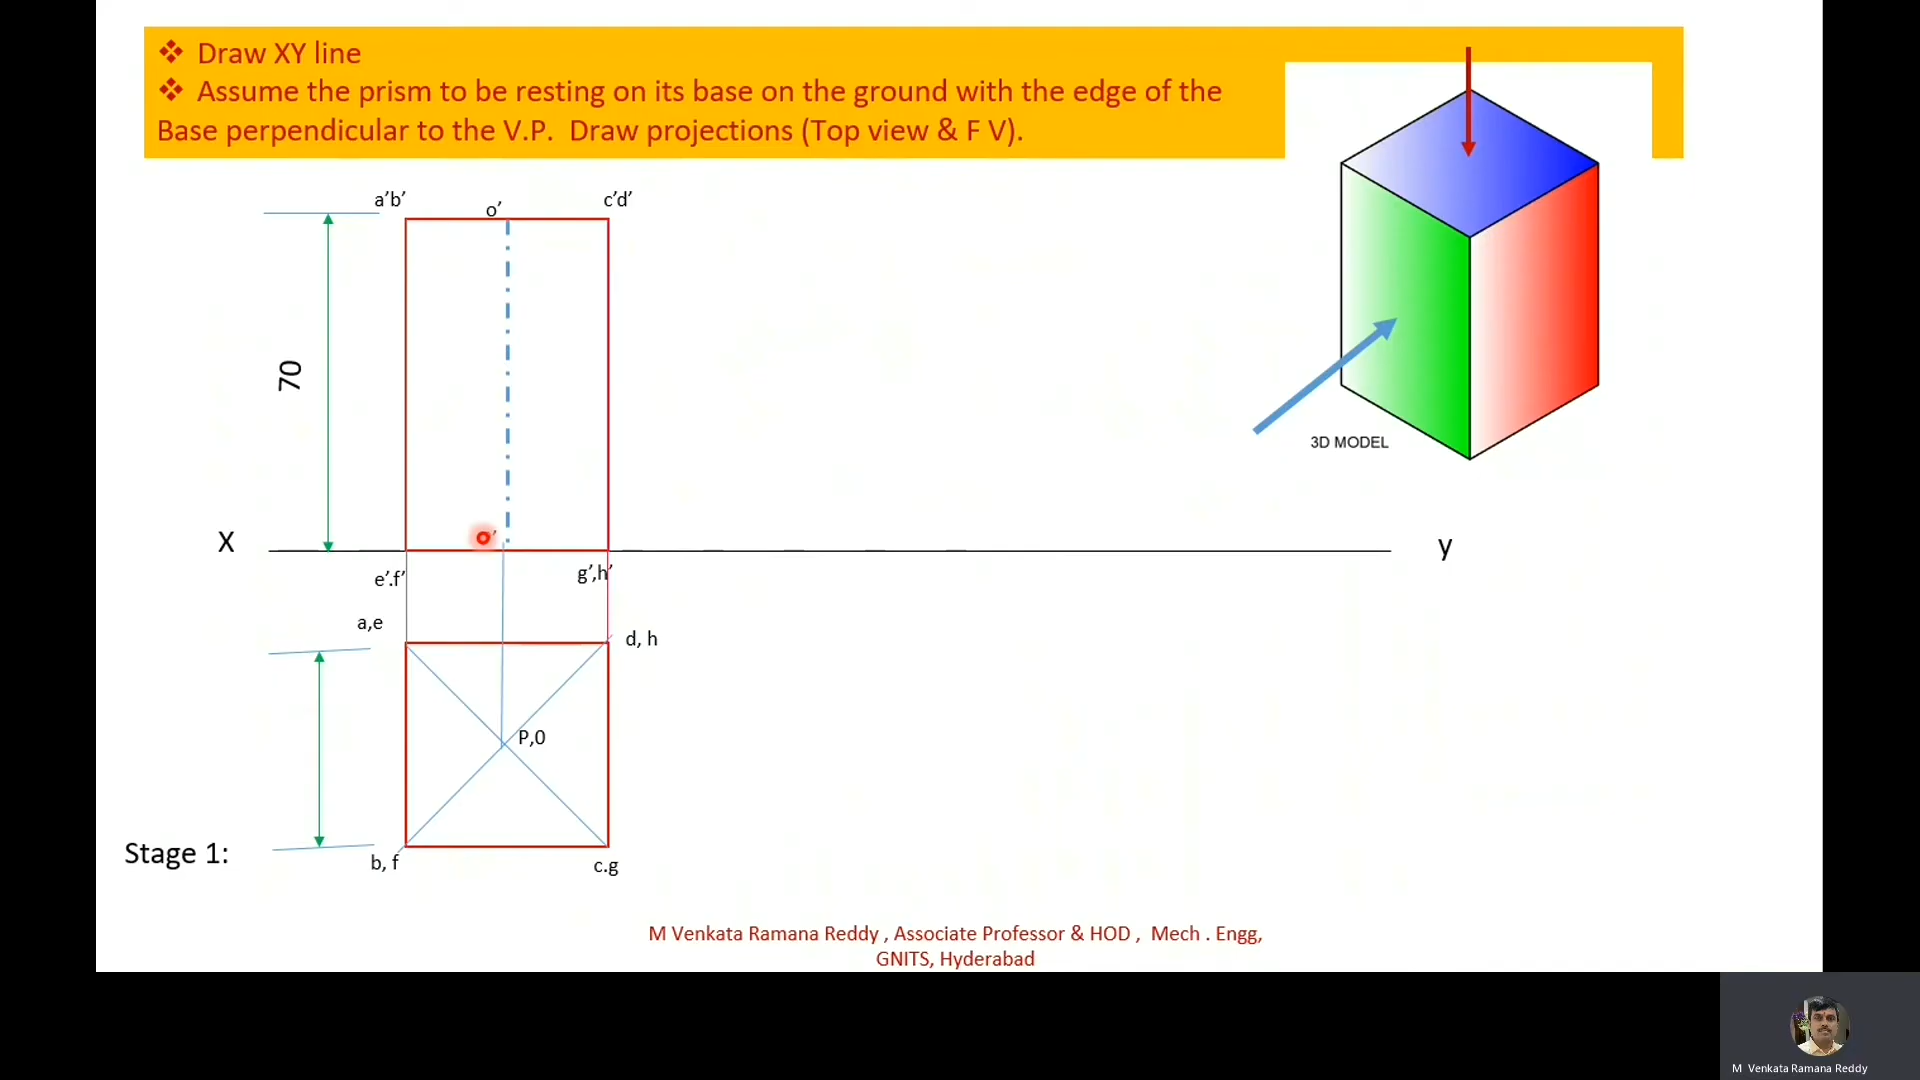 ❖ Draw XY line
❖ Assume the prism to be resting on its base on the ground with the edge of the
Base perpendicular to the V.P. Draw projections (Top view & F V).
a’b’
o’
c’d’
70
3D MODEL
X
y
e’.f’
g’,h’
a,e
d, h
P,0
Stage 1:
b, f
c.g
M Venkata Ramana Reddy , Associate Professor & HOD , Mech . Engg,
GNITS, Hyderabad
M Venkata Ramana Reddy